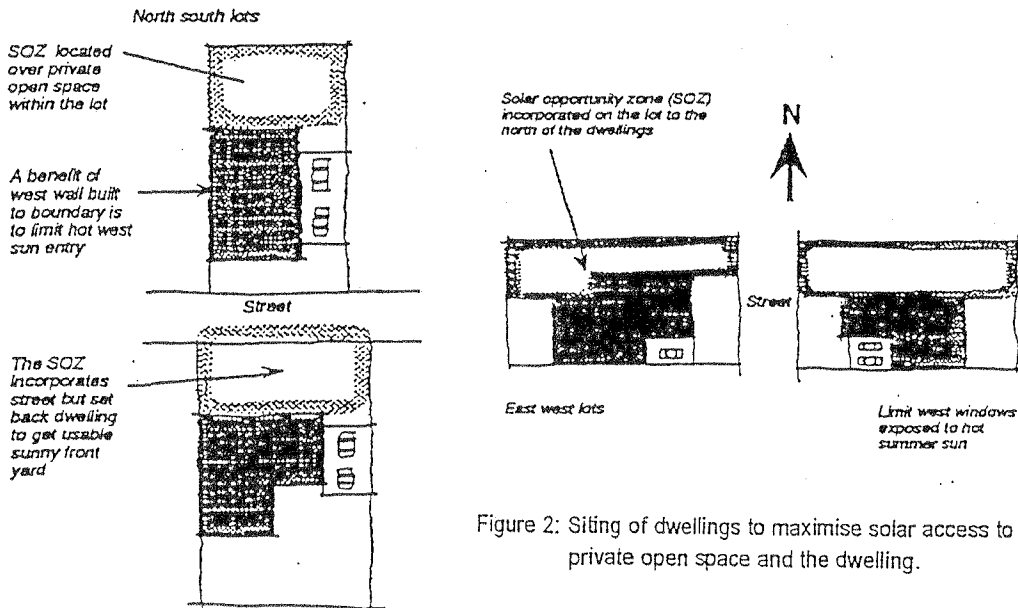 North south lots
SOZ located
over private
open space
within the lot
A benefit of
west wall built
to boundary is
to limit hot west
sun entry
Street
The SOZ
incorporates
street but set
back dwelling
to get usable
sunny front
yard
Solar opportunity zone (SOZ)
incorporated on the lot to the
north of the dwellings
N
Street
East west lots
Limit west windows
exposed to hot
summer sun
Figure 2: Siting of dwellings to maximise solar access to
private open space and the dwelling.